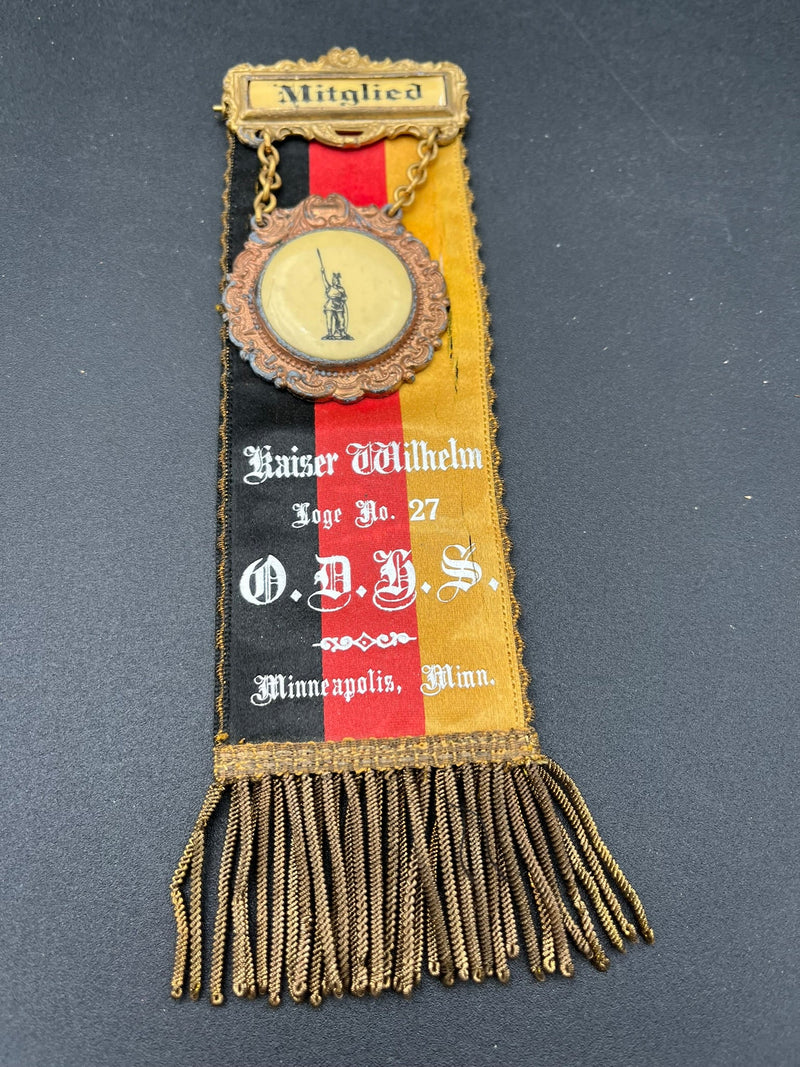 Mitglied
Kaiser Wilhelm
Loge No. 27
O.D.H.S.
Minneapolis, Minn.